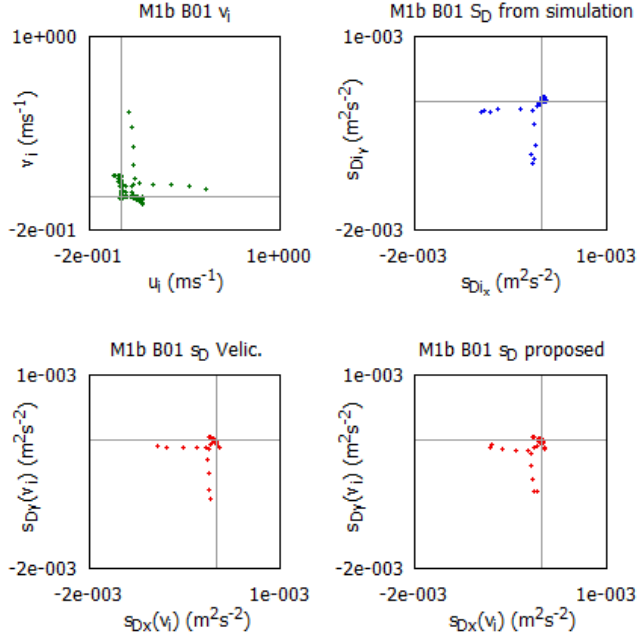 M1b B01 vi
M1b B01 SD from simulation
1e+000
1e-003
vi (ms-1)
sDiy (m2s-2)
-2e-001
-2e-003
-2e-001
1e+000
-2e-003
1e-003
ui (ms-1)
sDix (m2s-2)
M1b B01 sD Velic.
M1b B01 sD proposed
1e-003
1e-003
sDy(vi) (m2s-2)
sDy(vi) (m2s-2)
-2e-003
-2e-003
-2e-003
1e-003
-2e-003
1e-003
sDx(vi) (m2s-2)
sDx(vi) (m2s-2)